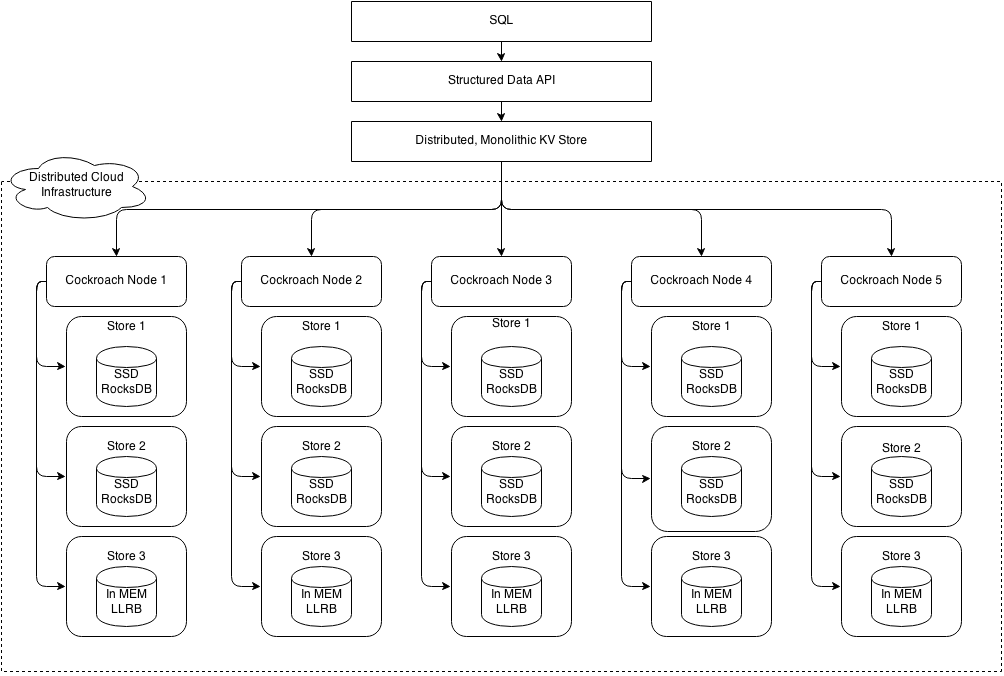 SQL
Structured Data API
Distributed, Monolithic KV Store
Distributed Cloud
Infrastructure
Cockroach Node 1
Cockroach Node 2
Cockroach Node 3
Cockroach Node 4
Cockroach Node 5
Store 1
SSD
RocksDB
Store 1
SSD
RocksDB
Store 1
SSD
RocksDB
Store 1
SSD
RocksDB
Store 1
SSD
RocksDB
Store 2
SSD
RocksDB
Store 2
SSD
RocksDB
Store 2
SSD
RocksDB
Store 2
SSD
RocksDB
Store 2
SSD
RocksDB
Store 3
In MEM
LLRB
Store 3
In MEM
LLRB
Store 3
In MEM
LLRB
Store 3
In MEM
LLRB
Store 3
In MEM
LLRB